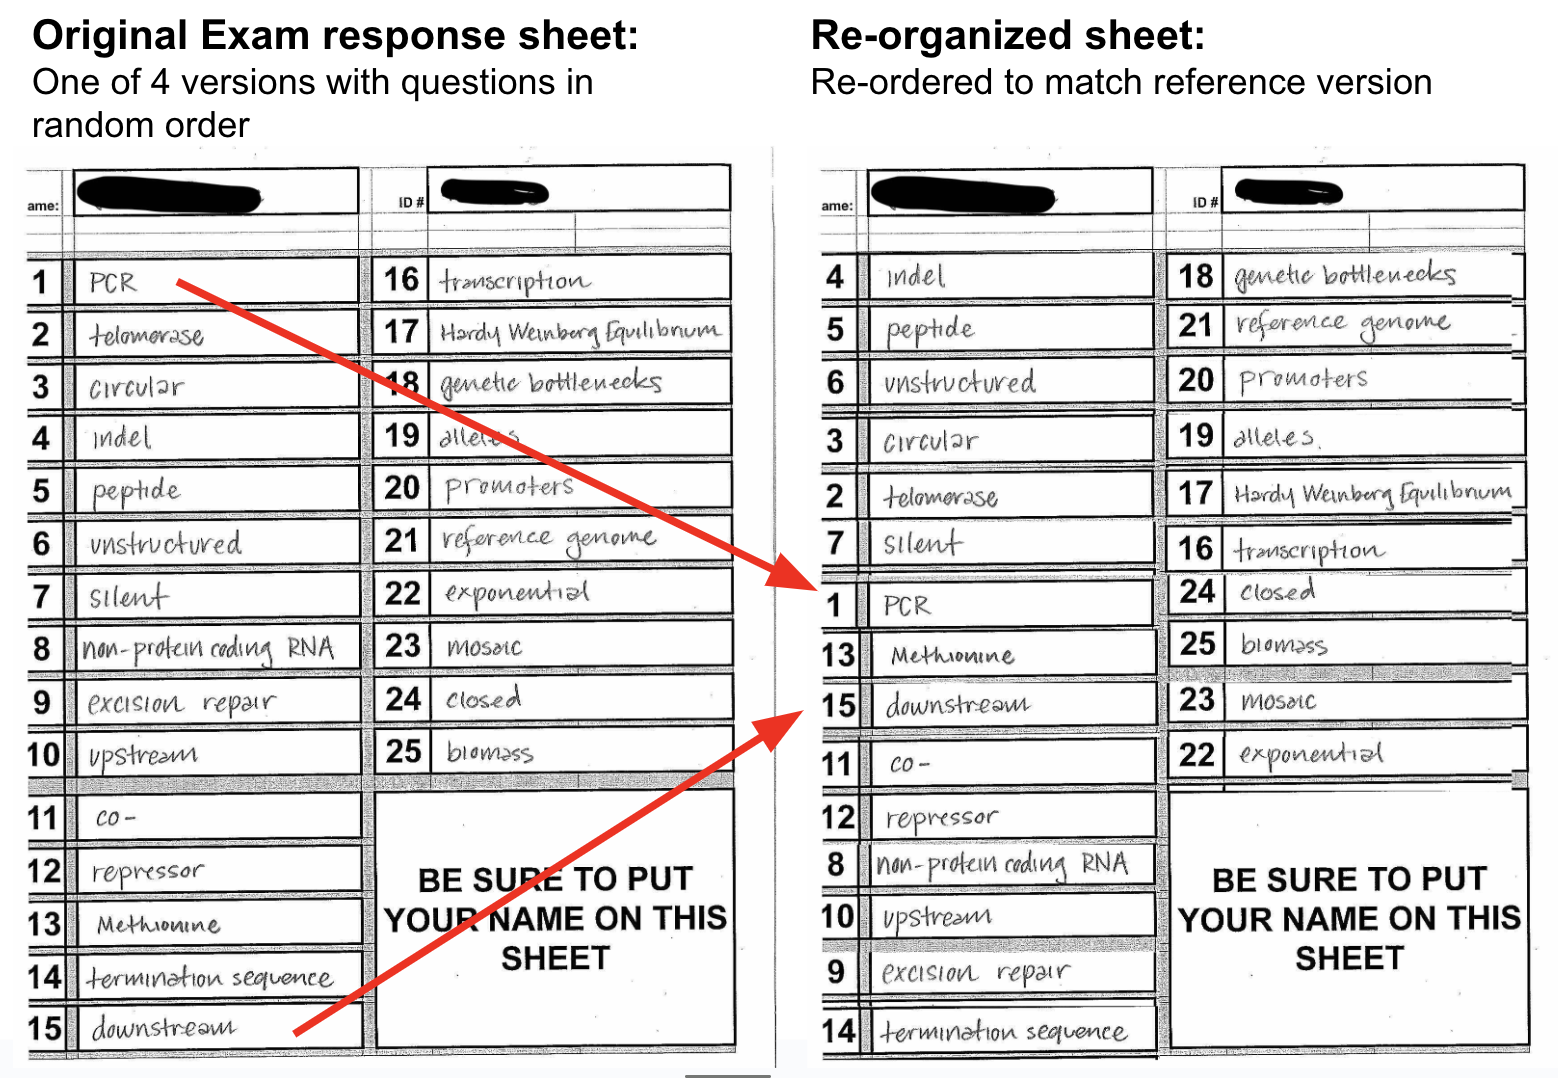 Original Exam response sheet:
One of 4 versions with questions in
random order
ame:
ID #
1 PCR
2 telomerase
3 circular
4 indel
5 peptide
6 unstructured
7 silent
8 non-protein coding RNA
9 excision repair
10 upstream
11 co-
12 repressor
13 Methionine
14 termination sequence
15 downstream
16 transcription
17 Hardy Weinberg Equilibrium
18 genetic bottlenecks
19 alleles
20 promoters
21 reference genome
22 exponential
23 mosaic
24 closed
25 biomass
BE SURE TO PUT
YOUR NAME ON THIS
SHEET
Re-organized sheet:
Re-ordered to match reference version
ame:
ID #
4 indel
5 peptide
6 unstructured
3 circular
2 telomerase
7 silent
1 PCR
13 Methionine
15 downstream
11 co-
12 repressor
8 non-protein coding RNA
10 upstream
9 excision repair
14 termination sequence
18 genetic bottlenecks
21 reference genome
20 promoters
19 alleles.
17 Hardy Weinberg Equilibrium
16 transcription
24 closed
25 biomass
23 mosaic
22 exponential
BE SURE TO PUT
YOUR NAME ON THIS
SHEET